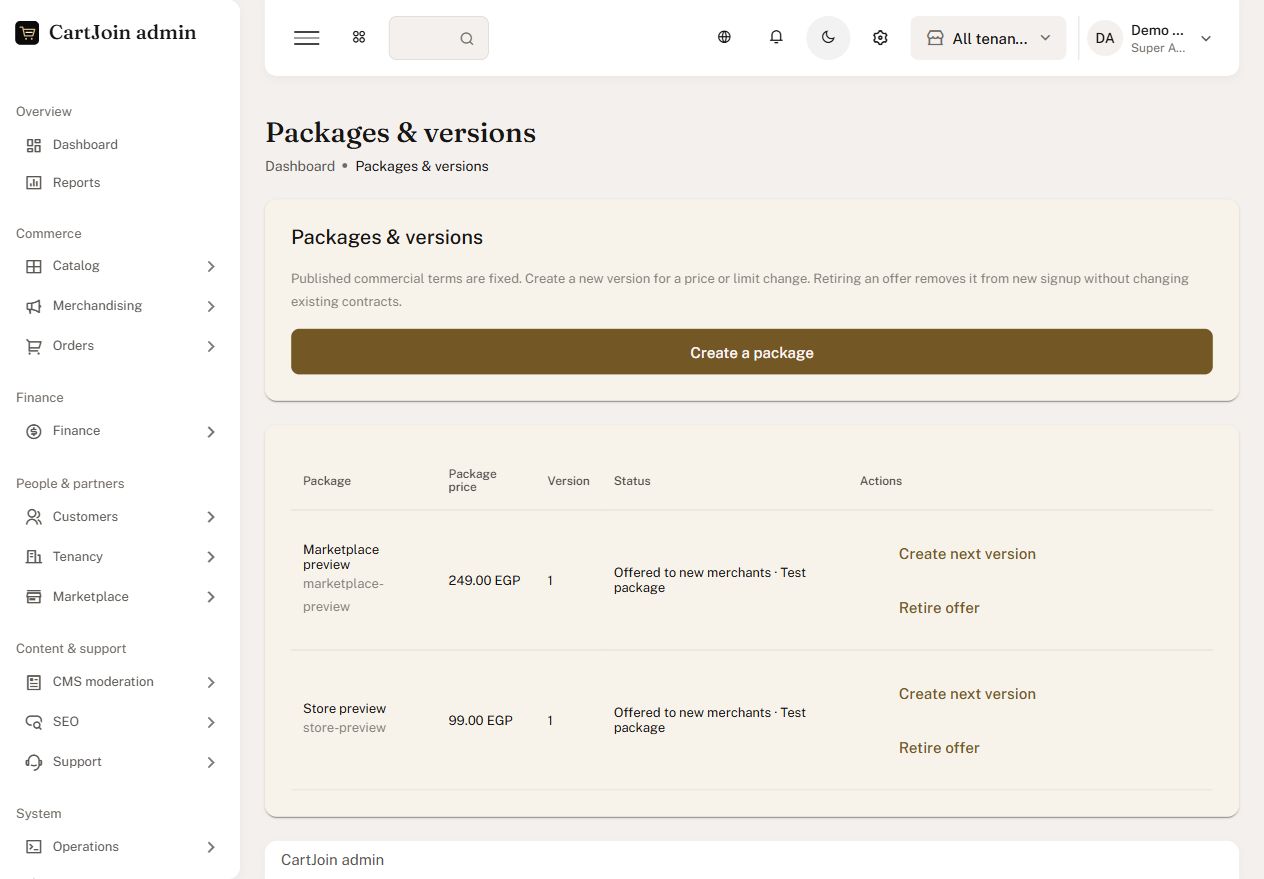 CartJoin admin
All tenan...
DA
Demo ...
Super A...
Overview
Dashboard
Reports
Commerce
Catalog
Merchandising
Orders
Finance
Finance
People & partners
Customers
Tenancy
Marketplace
Content & support
CMS moderation
SEO
Support
System
Operations
Packages & versions
Dashboard • Packages & versions
Packages & versions
Published commercial terms are fixed. Create a new version for a price or limit change. Retiring an offer removes it from new signup without changing
existing contracts.
Create a package
Package
Package
price
Version
Status
Actions
Marketplace
preview
marketplace-
preview
249.00 EGP
1
Offered to new merchants · Test
package
Create next version
Retire offer
Store preview
store-preview
99.00 EGP
1
Offered to new merchants · Test
package
Create next version
Retire offer
CartJoin admin